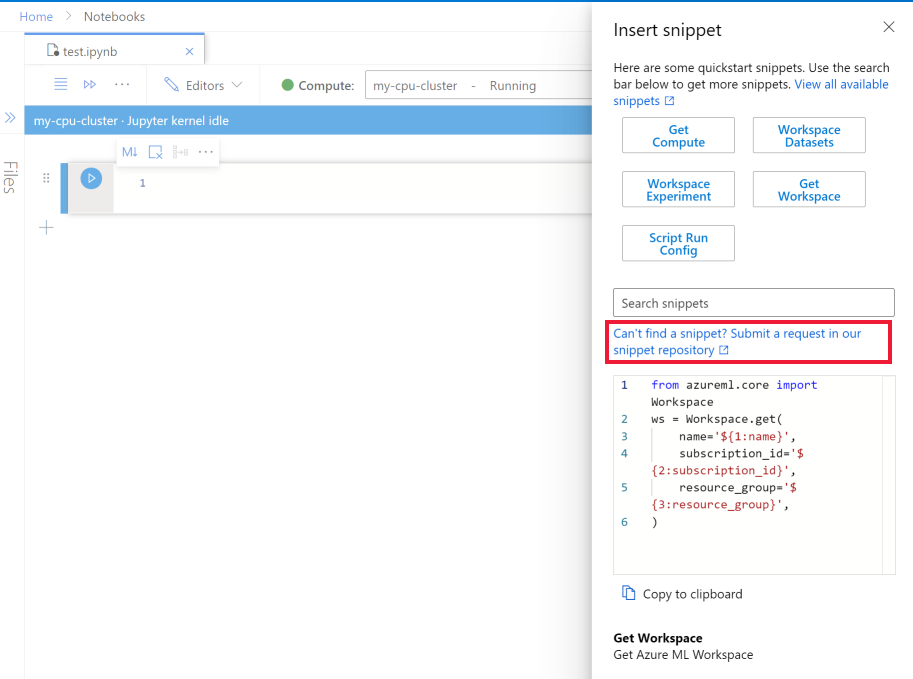 Home > Notebooks
test.ipynb
Editors
Compute:
my-cpu-cluster - Running
my-cpu-cluster · Jupyter kernel idle
Files
M↓
1
Insert snippet
Here are some quickstart snippets. Use the search
bar below to get more snippets. View all available
snippets
Get
Compute
Workspace
Datasets
Workspace
Experiment
Get
Workspace
Script Run
Config
Search snippets
Can't find a snippet? Submit a request in our
snippet repository
1 from azureml.core import
Workspace
2 ws = Workspace.get(
3 name='${1:name}',
4 subscription_id='$
{2:subscription_id}',
5 resource_group='$
{3:resource_group}',
6 )
Copy to clipboard
Get Workspace
Get Azure ML Workspace